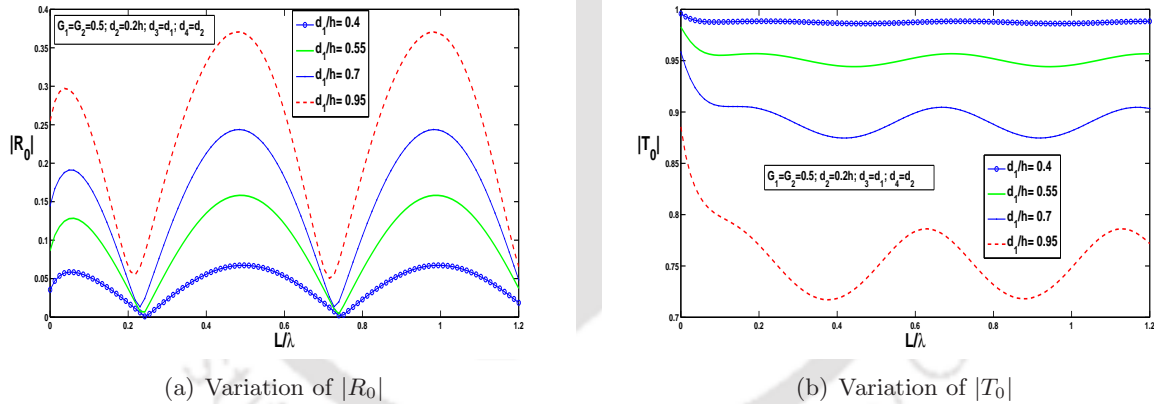 G₁=G₂=0.5; d₂=0.2h; d₃=d₁; d₄=d₂
d₁/h= 0.4
d₁/h= 0.55
d₁/h= 0.7
d₁/h= 0.95
|R₀|
0.4
0.35
0.3
0.25
0.2
0.15
0.1
0.05
0
0 0.2 0.4 0.6 0.8 1 1.2
L/λ
(a) Variation of |R₀|
|T₀|
1
0.95
0.9
0.85
0.8
0.75
0.7
G₁=G₂=0.5; d₂=0.2h; d₃=d₁; d₄=d₂
d₁/h= 0.4
d₁/h= 0.55
d₁/h= 0.7
d₁/h= 0.95
0 0.2 0.4 0.6 0.8 1 1.2
L/λ
(b) Variation of |T₀|